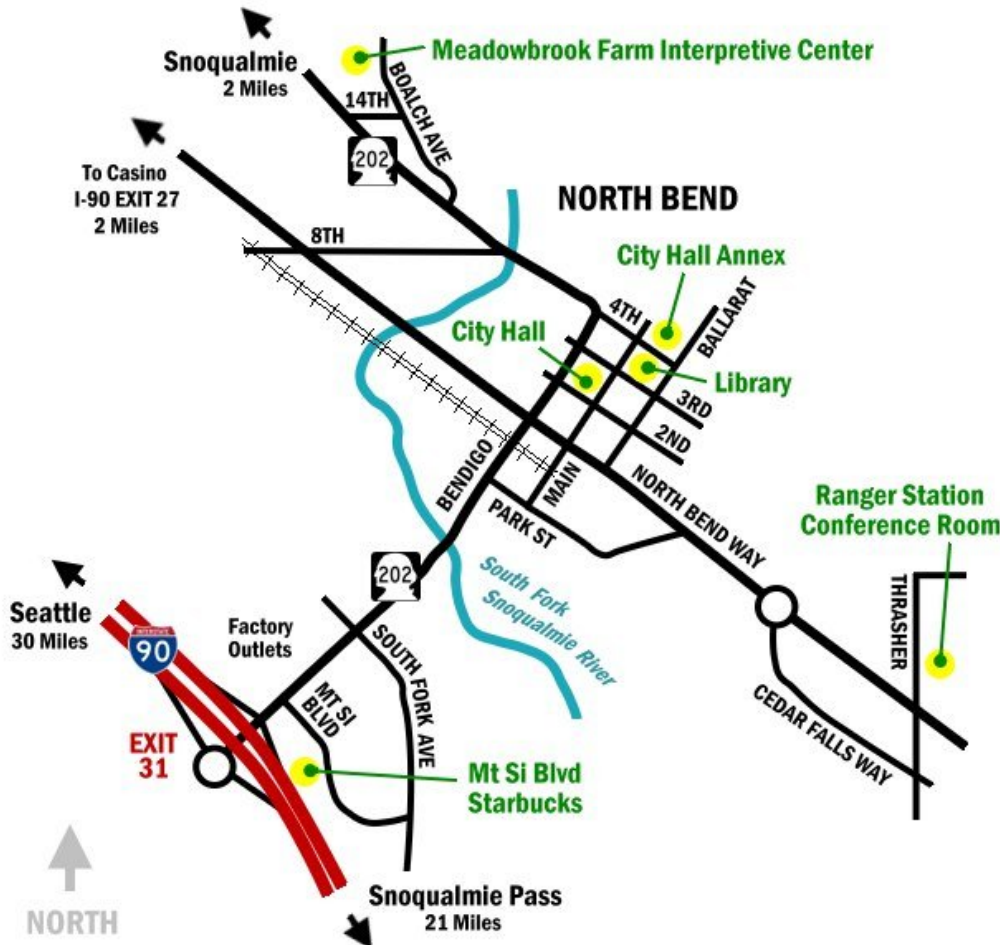 Meadowbrook Farm Interpretive Center
Snoqualmie
2 Miles
14TH
BOALCH AVE
202
To Casino
I-90 EXIT 27
2 Miles
NORTH BEND
8TH
City Hall Annex
4TH
BALLARAT
City Hall
Library
3RD
2ND
BENDIGO
MAIN
NORTH BEND WAY
PARK ST
Ranger Station
Conference Room
202
South Fork
Snoqualmie River
THRASHER
Seattle
30 Miles
INTERSTATE
90
Factory
Outlets
SOUTH FORK AVE
MT SI
BLVD
CEDAR FALLS WAY
EXIT
31
Mt Si Blvd
Starbucks
NORTH
Snoqualmie Pass
21 Miles